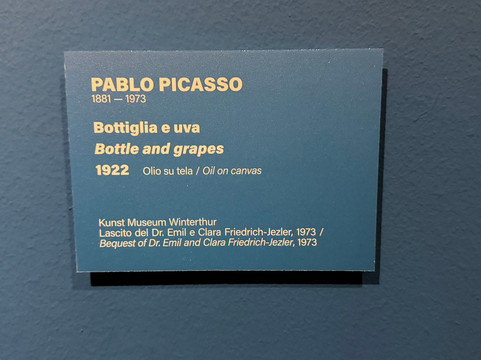 PABLO PICASSO
1881 — 1973
Bottiglia e uva
Bottle and grapes
1922 Olio su tela / Oil on canvas
Kunst Museum Winterthur
Lascito del Dr. Emil e Clara Friedrich-Jezler, 1973 /
Bequest of Dr. Emil and Clara Friedrich-Jezler, 1973